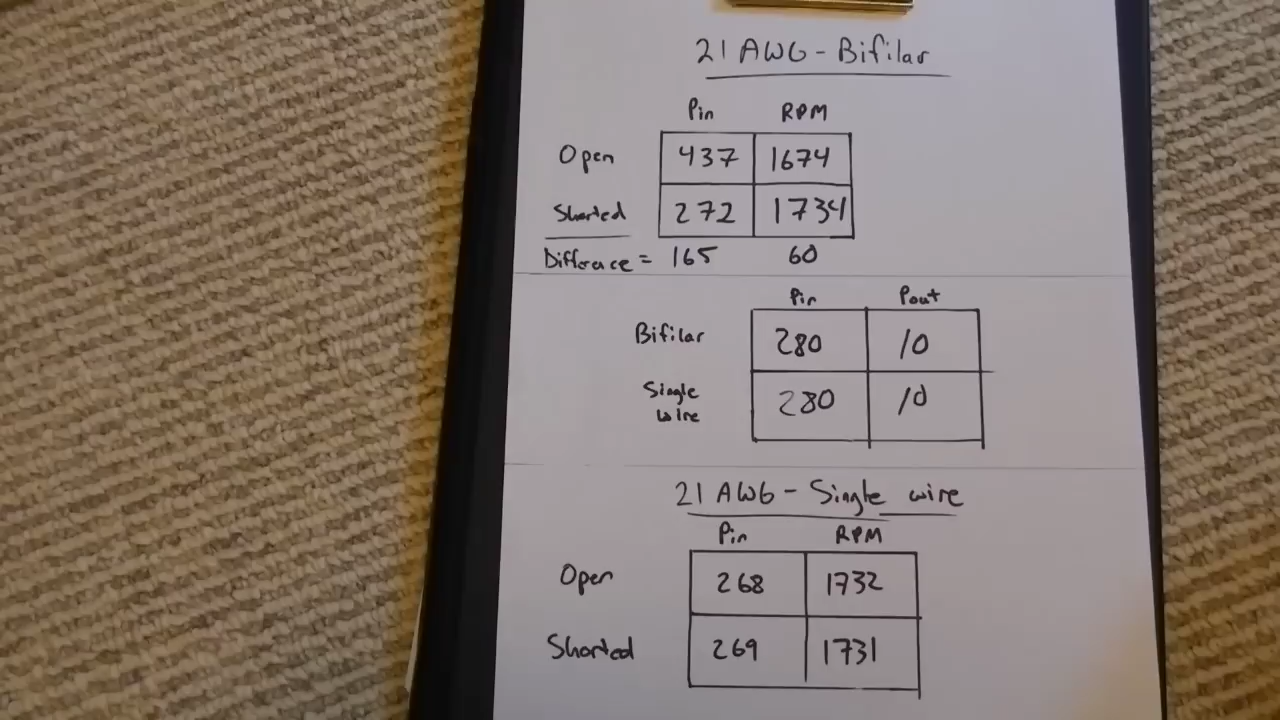 21 AWG - Bifilar
Pin RPM
Open 437 1674
Shorted 272 1734
Difference = 165 60
Pin Pout
Bifilar 280 10
Single wire 280 10
21 AWG - Single wire
Pin RPM
Open 268 1732
Shorted 269 1731